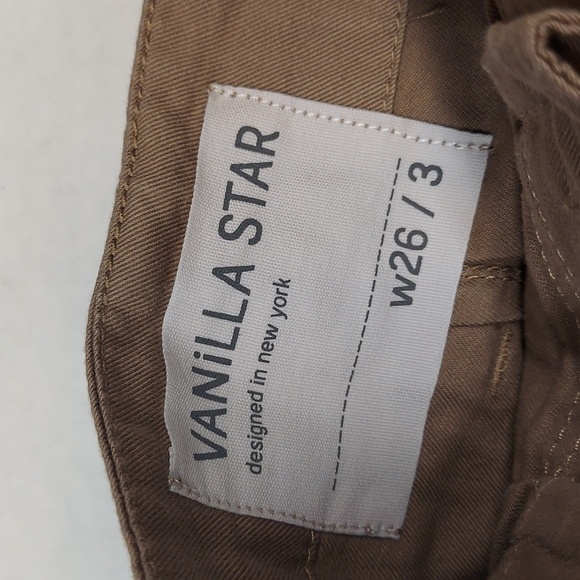 VANiLLA STAR
designed in new york
w26 / 3